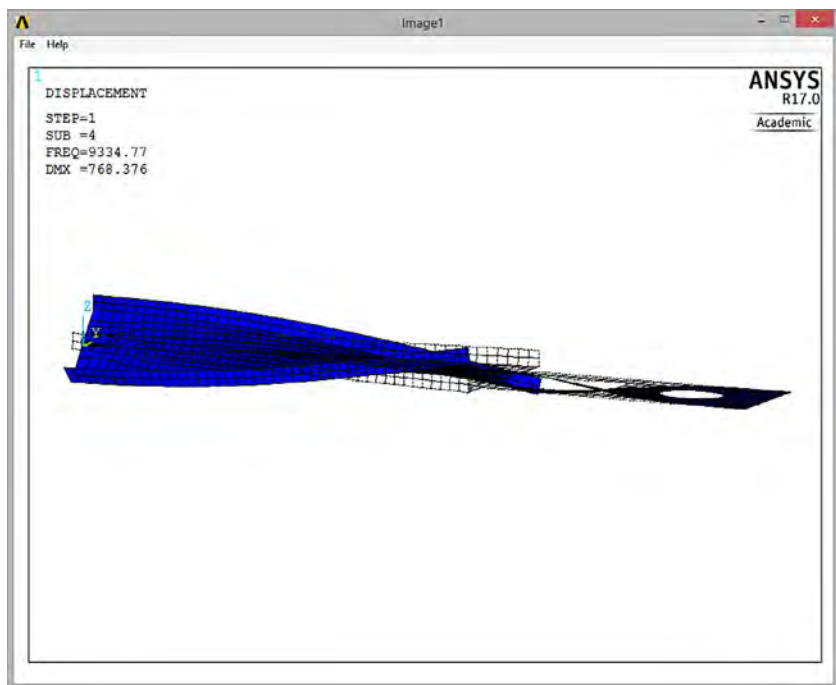 Image1
File Help
1
DISPLACEMENT
STEP=1
SUB =4
FREQ=9334.77
DMX =768.376
ANSYS
R17.0
Academic
Z
Y